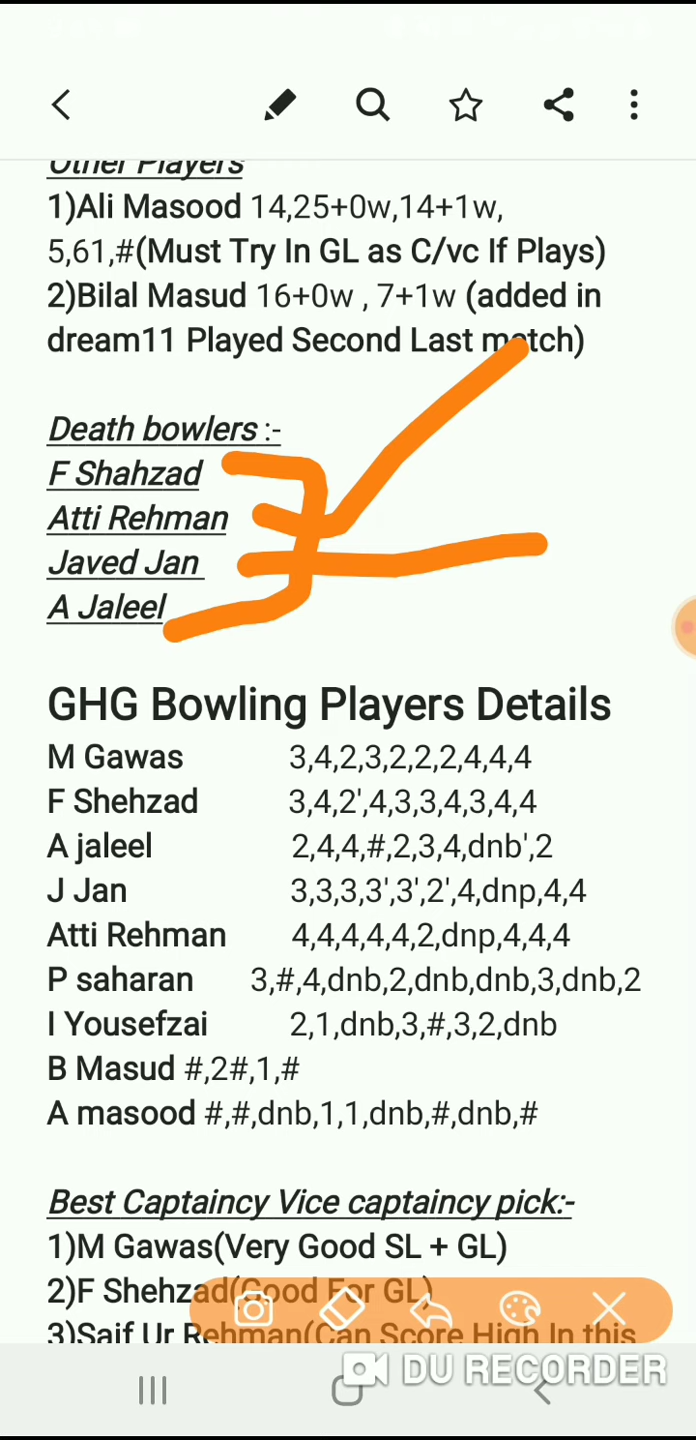 Other Players
1)Ali Masood 14,25+0w,14+1w,
5,61,#(Must Try In GL as C/vc If Plays)
2)Bilal Masud 16+0w , 7+1w (added in
dream11 Played Second Last match)
Death bowlers :-
F Shahzad
Atti Rehman
Javed Jan
A Jaleel
GHG Bowling Players Details
M Gawas 3,4,2,3,2,2,2,4,4,4
F Shehzad 3,4,2',4,3,3,4,3,4,4
A jaleel 2,4,4,#,2,3,4,dnb',2
J Jan 3,3,3,3',3',2',4,dnp,4,4
Atti Rehman 4,4,4,4,4,2,dnp,4,4,4
P saharan 3,#,4,dnb,2,dnb,dnb,3,dnb,2
I Yousefzai 2,1,dnb,3,#,3,2,dnb
B Masud #,2#,1,#
A masood #,#,dnb,1,1,dnb,#,dnb,#
Best Captaincy Vice captaincy pick:-
1)M Gawas(Very Good SL + GL)
2)F Shehzad(Good For GL)
3)Saif Ur Rehman(Can Score High In this
DU RECORDER